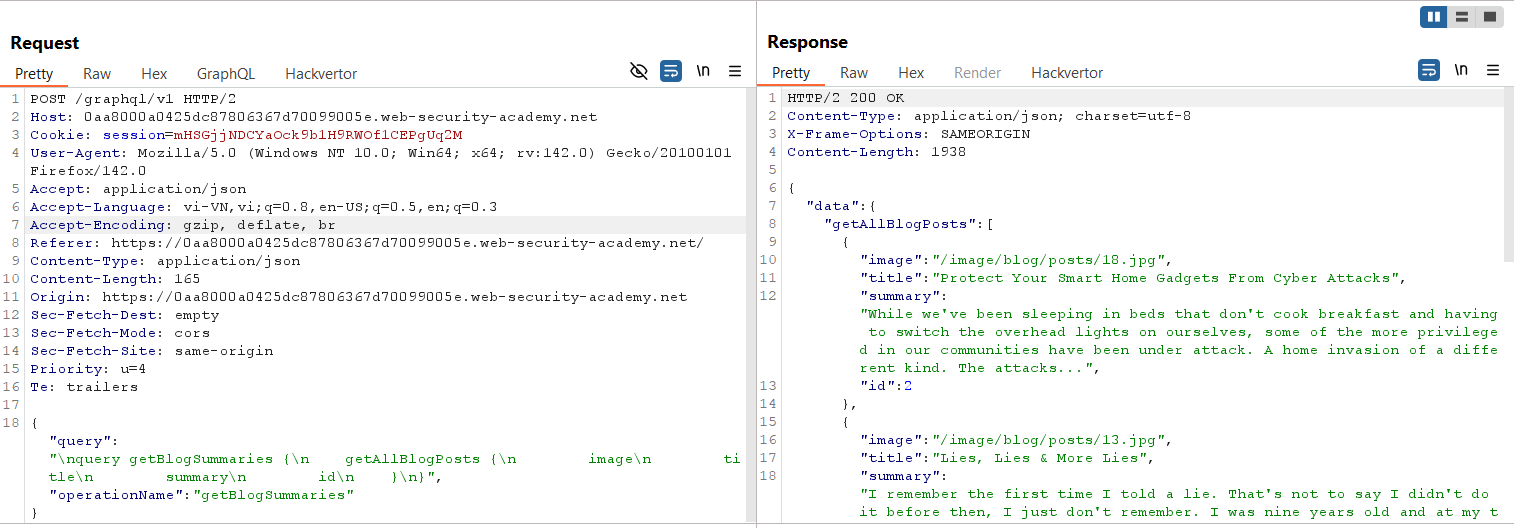 Request
Pretty Raw Hex GraphQL Hackvertor \n
1 POST /graphql/v1 HTTP/2
2 Host: 0aa8000a0425dc87806367d70099005e.web-security-academy.net
3 Cookie: session=mHSGjjNDCYaOck9b1H9RWOf1CEPgUq2M
4 User-Agent: Mozilla/5.0 (Windows NT 10.0; Win64; x64; rv:142.0) Gecko/20100101
Firefox/142.0
5 Accept: application/json
6 Accept-Language: vi-VN,vi;q=0.8,en-US;q=0.5,en;q=0.3
7 Accept-Encoding: gzip, deflate, br
8 Referer: https://0aa8000a0425dc87806367d70099005e.web-security-academy.net/
9 Content-Type: application/json
10 Content-Length: 165
11 Origin: https://0aa8000a0425dc87806367d70099005e.web-security-academy.net
12 Sec-Fetch-Dest: empty
13 Sec-Fetch-Mode: cors
14 Sec-Fetch-Site: same-origin
15 Priority: u=4
16 Te: trailers
17
18 {
"query":
"\nquery getBlogSummaries {\n    getAllBlogPosts {\n        image\n        ti
tle\n        summary\n        id\n    }\n}",
"operationName":"getBlogSummaries"
}
Response
Pretty Raw Hex Render Hackvertor \n
1 HTTP/2 200 OK
2 Content-Type: application/json; charset=utf-8
3 X-Frame-Options: SAMEORIGIN
4 Content-Length: 1938
5
6 {
7 "data":{
8 "getAllBlogPosts":[
9 {
10 "image":"/image/blog/posts/18.jpg",
11 "title":"Protect Your Smart Home Gadgets From Cyber Attacks",
12 "summary":
"While we've been sleeping in beds that don't cook breakfast and having
to switch the overhead lights on ourselves, some of the more privilege
d in our communities have been under attack. A home invasion of a diffe
rent kind. The attacks...",
13 "id":2
14 },
15 {
16 "image":"/image/blog/posts/13.jpg",
17 "title":"Lies, Lies & More Lies",
18 "summary":
"I remember the first time I told a lie. That's not to say I didn't do
it before then, I just don't remember. I was nine years old and at my t